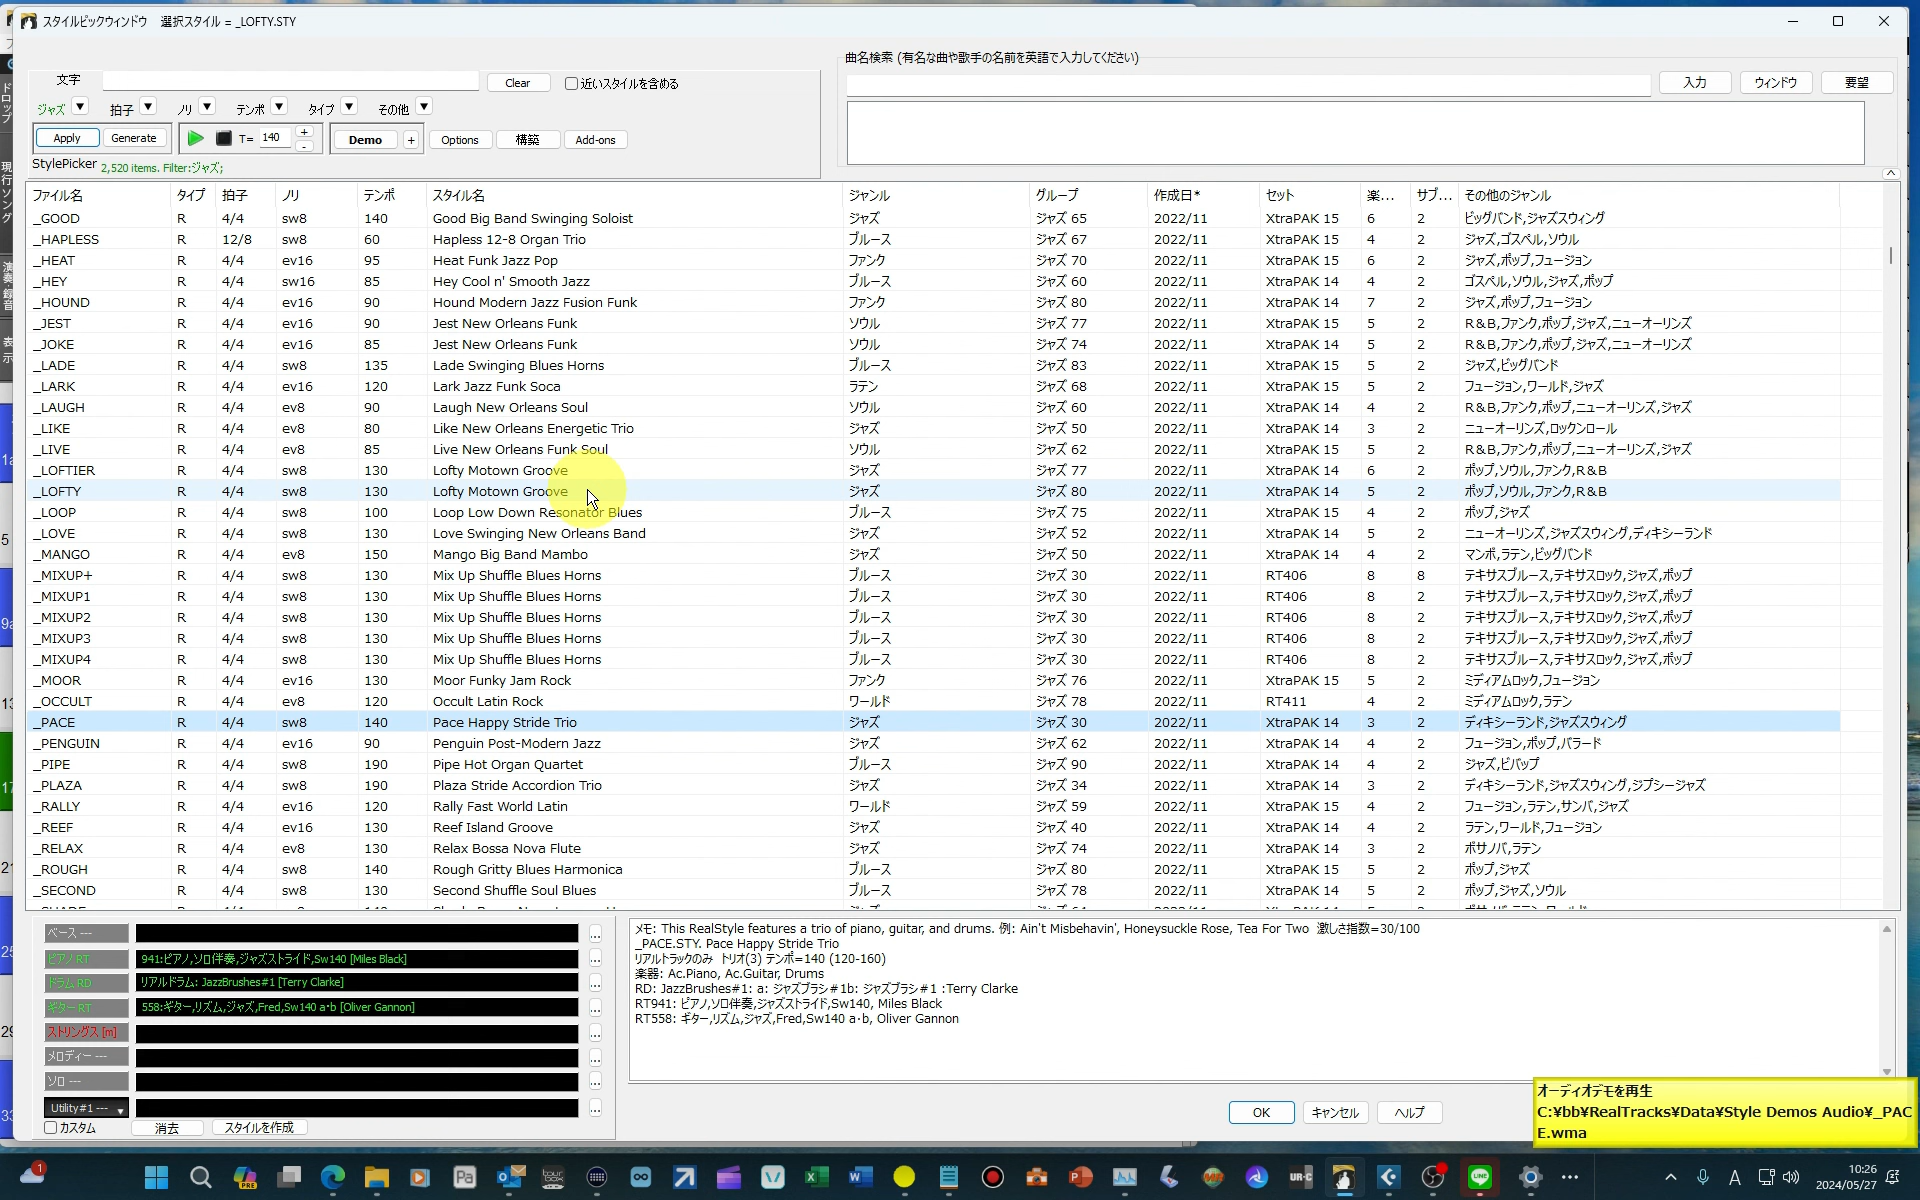 スタイルピックウィンドウ 選択スタイル = _LOFTY.STY
曲名検索 (有名な曲や歌手の名前を英語で入力してください)
文字 Clear 近いスタイルを含める 入力 ウィンドウ 要望
ジャズ▼ 拍子▼ ノリ▼ テンポ▼ タイプ▼ その他▼
Apply Generate T= 140 + - Demo + Options 構築 Add-ons
StylePicker 2,520 items. Filter:ジャズ;
ファイル名 タイプ 拍子 ノリ テンポ スタイル名 ジャンル グループ 作成日* セット 楽... サブ... その他のジャンル
_GOOD R 4/4 sw8 140 Good Big Band Swinging Soloist ジャズ ジャズ 65 2022/11 XtraPAK 15 6 2 ビッグバンド,ジャズスウィング
_HAPLESS R 12/8 sw8 60 Hapless 12-8 Organ Trio ブルース ジャズ 67 2022/11 XtraPAK 15 4 2 ジャズ,ゴスペル,ソウル
_HEAT R 4/4 ev16 95 Heat Funk Jazz Pop ファンク ジャズ 70 2022/11 XtraPAK 15 6 2 ジャズ,ポップ,フュージョン
_HEY R 4/4 sw16 85 Hey Cool n' Smooth Jazz ブルース ジャズ 60 2022/11 XtraPAK 14 4 2 ゴスペル,ソウル,ジャズ,ポップ
_HOUND R 4/4 ev16 90 Hound Modern Jazz Fusion Funk ファンク ジャズ 80 2022/11 XtraPAK 14 7 2 ジャズ,ポップ,フュージョン
_JEST R 4/4 ev16 90 Jest New Orleans Funk ソウル ジャズ 77 2022/11 XtraPAK 15 5 2 R&B,ファンク,ポップ,ジャズ,ニューオーリンズ
_JOKE R 4/4 ev16 85 Jest New Orleans Funk ソウル ジャズ 74 2022/11 XtraPAK 14 5 2 R&B,ファンク,ポップ,ジャズ,ニューオーリンズ
_LADE R 4/4 sw8 135 Lade Swinging Blues Horns ブルース ジャズ 83 2022/11 XtraPAK 15 5 2 ジャズ,ビッグバンド
_LARK R 4/4 ev16 120 Lark Jazz Funk Soca ラテン ジャズ 68 2022/11 XtraPAK 15 5 2 フュージョン,ワールド,ジャズ
_LAUGH R 4/4 ev8 90 Laugh New Orleans Soul ソウル ジャズ 60 2022/11 XtraPAK 14 4 2 R&B,ファンク,ポップ,ニューオーリンズ,ジャズ
_LIKE R 4/4 ev8 80 Like New Orleans Energetic Trio ジャズ ジャズ 50 2022/11 XtraPAK 14 3 2 ニューオーリンズ,ロックンロール
_LIVE R 4/4 ev8 85 Live New Orleans Funk Soul ソウル ジャズ 62 2022/11 XtraPAK 15 5 2 R&B,ファンク,ポップ,ニューオーリンズ,ジャズ
_LOFTIER R 4/4 sw8 130 Lofty Motown Groove ジャズ ジャズ 77 2022/11 XtraPAK 14 6 2 ポップ,ソウル,ファンク,R&B
_LOFTY R 4/4 sw8 130 Lofty Motown Groove ジャズ ジャズ 80 2022/11 XtraPAK 14 5 2 ポップ,ソウル,ファンク,R&B
_LOOP R 4/4 sw8 100 Loop Low Down Resonator Blues ブルース ジャズ 75 2022/11 XtraPAK 15 4 2 ポップ,ジャズ
_LOVE R 4/4 sw8 130 Love Swinging New Orleans Band ジャズ ジャズ 52 2022/11 XtraPAK 14 5 2 ニューオーリンズ,ジャズスウィング,ディキシーランド
_MANGO R 4/4 ev8 150 Mango Big Band Mambo ジャズ ジャズ 50 2022/11 XtraPAK 14 4 2 マンボ,ラテン,ビッグバンド
_MIXUP+ R 4/4 sw8 130 Mix Up Shuffle Blues Horns ブルース ジャズ 30 2022/11 RT406 8 8 テキサスブルース,テキサスロック,ジャズ,ポップ
_MIXUP1 R 4/4 sw8 130 Mix Up Shuffle Blues Horns ブルース ジャズ 30 2022/11 RT406 8 2 テキサスブルース,テキサスロック,ジャズ,ポップ
_MIXUP2 R 4/4 sw8 130 Mix Up Shuffle Blues Horns ブルース ジャズ 30 2022/11 RT406 8 2 テキサスブルース,テキサスロック,ジャズ,ポップ
_MIXUP3 R 4/4 sw8 130 Mix Up Shuffle Blues Horns ブルース ジャズ 30 2022/11 RT406 8 2 テキサスブルース,テキサスロック,ジャズ,ポップ
_MIXUP4 R 4/4 sw8 130 Mix Up Shuffle Blues Horns ブルース ジャズ 30 2022/11 RT406 8 2 テキサスブルース,テキサスロック,ジャズ,ポップ
_MOOR R 4/4 ev16 130 Moor Funky Jam Rock ファンク ジャズ 76 2022/11 XtraPAK 15 5 2 ミディアムロック,フュージョン
_OCCULT R 4/4 ev8 120 Occult Latin Rock ワールド ジャズ 78 2022/11 RT411 4 2 ミディアムロック,ラテン
_PACE R 4/4 sw8 140 Pace Happy Stride Trio ジャズ ジャズ 30 2022/11 XtraPAK 14 3 2 ディキシーランド,ジャズスウィング
_PENGUIN R 4/4 ev16 90 Penguin Post-Modern Jazz ジャズ ジャズ 62 2022/11 XtraPAK 14 4 2 フュージョン,ポップ,バラード
_PIPE R 4/4 sw8 190 Pipe Hot Organ Quartet ブルース ジャズ 90 2022/11 XtraPAK 14 4 2 ジャズ,ビバップ
_PLAZA R 4/4 sw8 190 Plaza Stride Accordion Trio ジャズ ジャズ 34 2022/11 XtraPAK 14 3 2 ディキシーランド,ジャズスウィング,ジプシージャズ
_RALLY R 4/4 ev16 120 Rally Fast World Latin ワールド ジャズ 59 2022/11 XtraPAK 15 4 2 フュージョン,ラテン,サンバ,ジャズ
_REEF R 4/4 ev16 130 Reef Island Groove ジャズ ジャズ 40 2022/11 XtraPAK 14 4 2 ラテン,ワールド,フュージョン
_RELAX R 4/4 ev8 130 Relax Bossa Nova Flute ジャズ ジャズ 74 2022/11 XtraPAK 14 3 2 ボサノバ,ラテン
_ROUGH R 4/4 sw8 140 Rough Gritty Blues Harmonica ブルース ジャズ 80 2022/11 XtraPAK 15 5 2 ポップ,ジャズ
_SECOND R 4/4 sw8 130 Second Shuffle Soul Blues ブルース ジャズ 78 2022/11 XtraPAK 14 5 2 ポップ,ジャズ,ソウル
ベース ---
ピアノ RT 941:ピアノ,ソロ伴奏,ジャズストライド,Sw140 [Miles Black]
ドラム RD リアルドラム: JazzBrushes#1 [Terry Clarke]
ギター RT 558:ギター,リズム,ジャズ,Fred,Sw140 a･b [Oliver Gannon]
ストリングス [m]
メロディー ---
ソロ ---
Utility#1 ---
カスタム 消去 スタイルを作成
メモ: This RealStyle features a trio of piano, guitar, and drums. 例: Ain't Misbehavin', Honeysuckle Rose, Tea For Two 激しさ指数=30/100
_PACE.STY. Pace Happy Stride Trio
リアルトラックのみ トリオ(3) テンポ=140 (120-160)
楽器: Ac.Piano, Ac.Guitar, Drums
RD: JazzBrushes#1: a: ジャズブラシ#1b: ジャズブラシ#1 :Terry Clarke
RT941: ピアノ,ソロ伴奏,ジャズストライド,Sw140, Miles Black
RT558: ギター,リズム,ジャズ,Fred,Sw140 a･b, Oliver Gannon
OK キャンセル ヘルプ
オーディオデモを再生
C:¥bb¥RealTracks¥Data¥Style Demos Audio¥_PAC
E.wma
10:26
2024/05/27